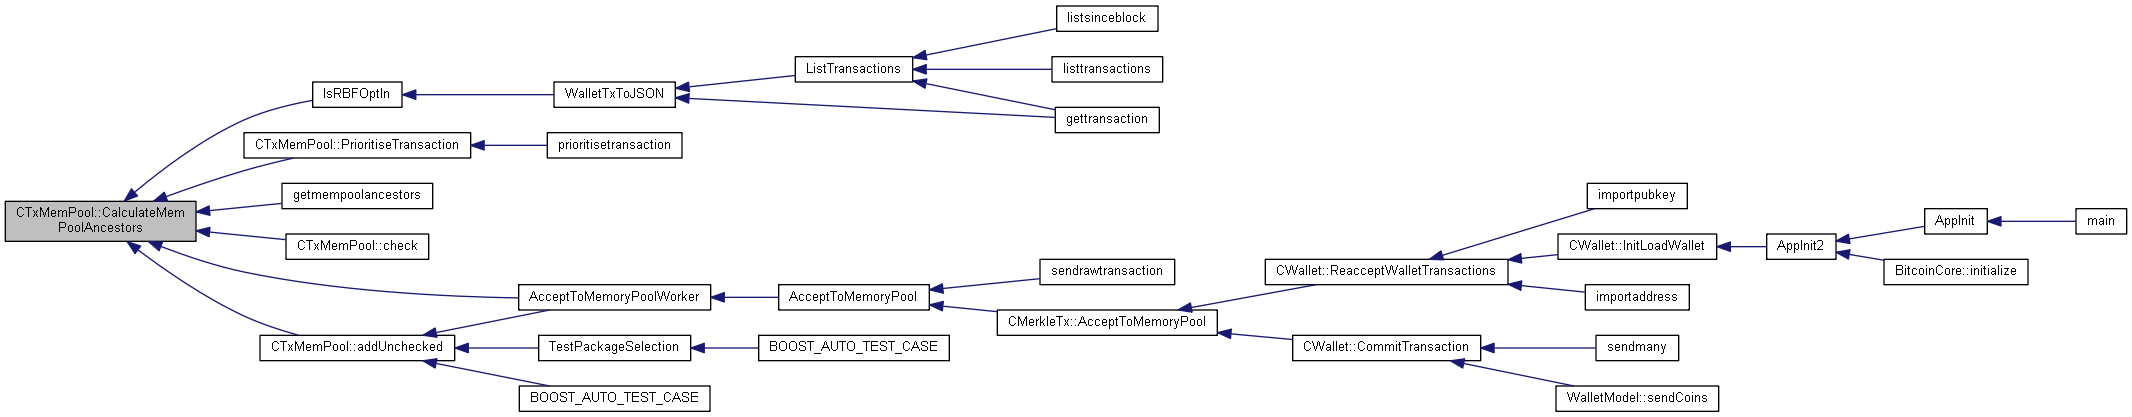 listsinceblock
ListTransactions
listtransactions
IsRBFOptIn
WalletTxToJSON
gettransaction
CTxMemPool::PrioritiseTransaction
prioritisetransaction
getmempoolancestors
importpubkey
CTxMemPool::CalculateMem
PoolAncestors
AppInit
main
CTxMemPool::check
CWallet::InitLoadWallet
AppInit2
sendrawtransaction
CWallet::ReacceptWalletTransactions
BitcoinCore::initialize
AcceptToMemoryPoolWorker
AcceptToMemoryPool
importaddress
CMerkleTx::AcceptToMemoryPool
CTxMemPool::addUnchecked
TestPackageSelection
BOOST_AUTO_TEST_CASE
CWallet::CommitTransaction
sendmany
BOOST_AUTO_TEST_CASE
WalletModel::sendCoins